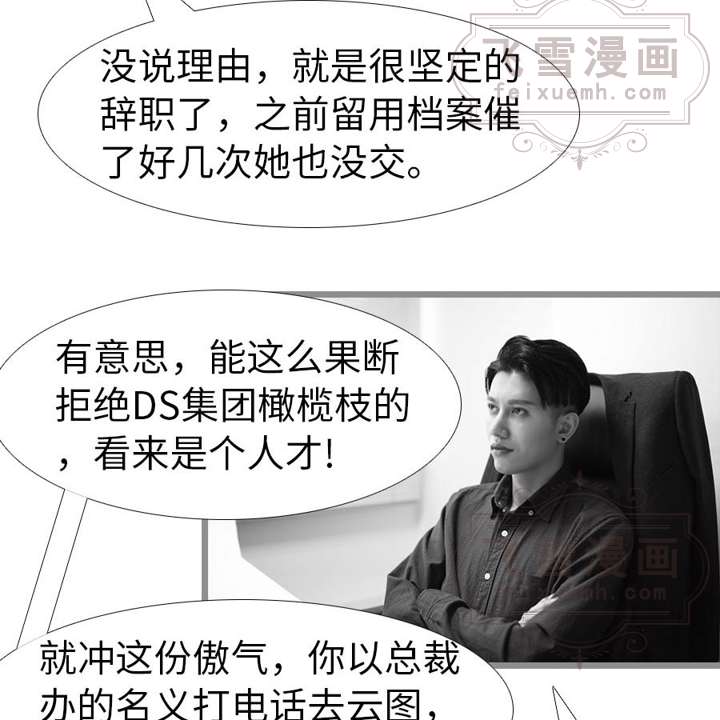 飞雪漫画
feixuemh.com
没说理由，就是很坚定的
辞职了，之前留用档案催
了好几次她也没交。
有意思，能这么果断
拒绝DS集团橄榄枝的
，看来是个人才!
飞雪漫画
feixuemh.com
就冲这份傲气，你以总裁
办的名义打电话去云图，